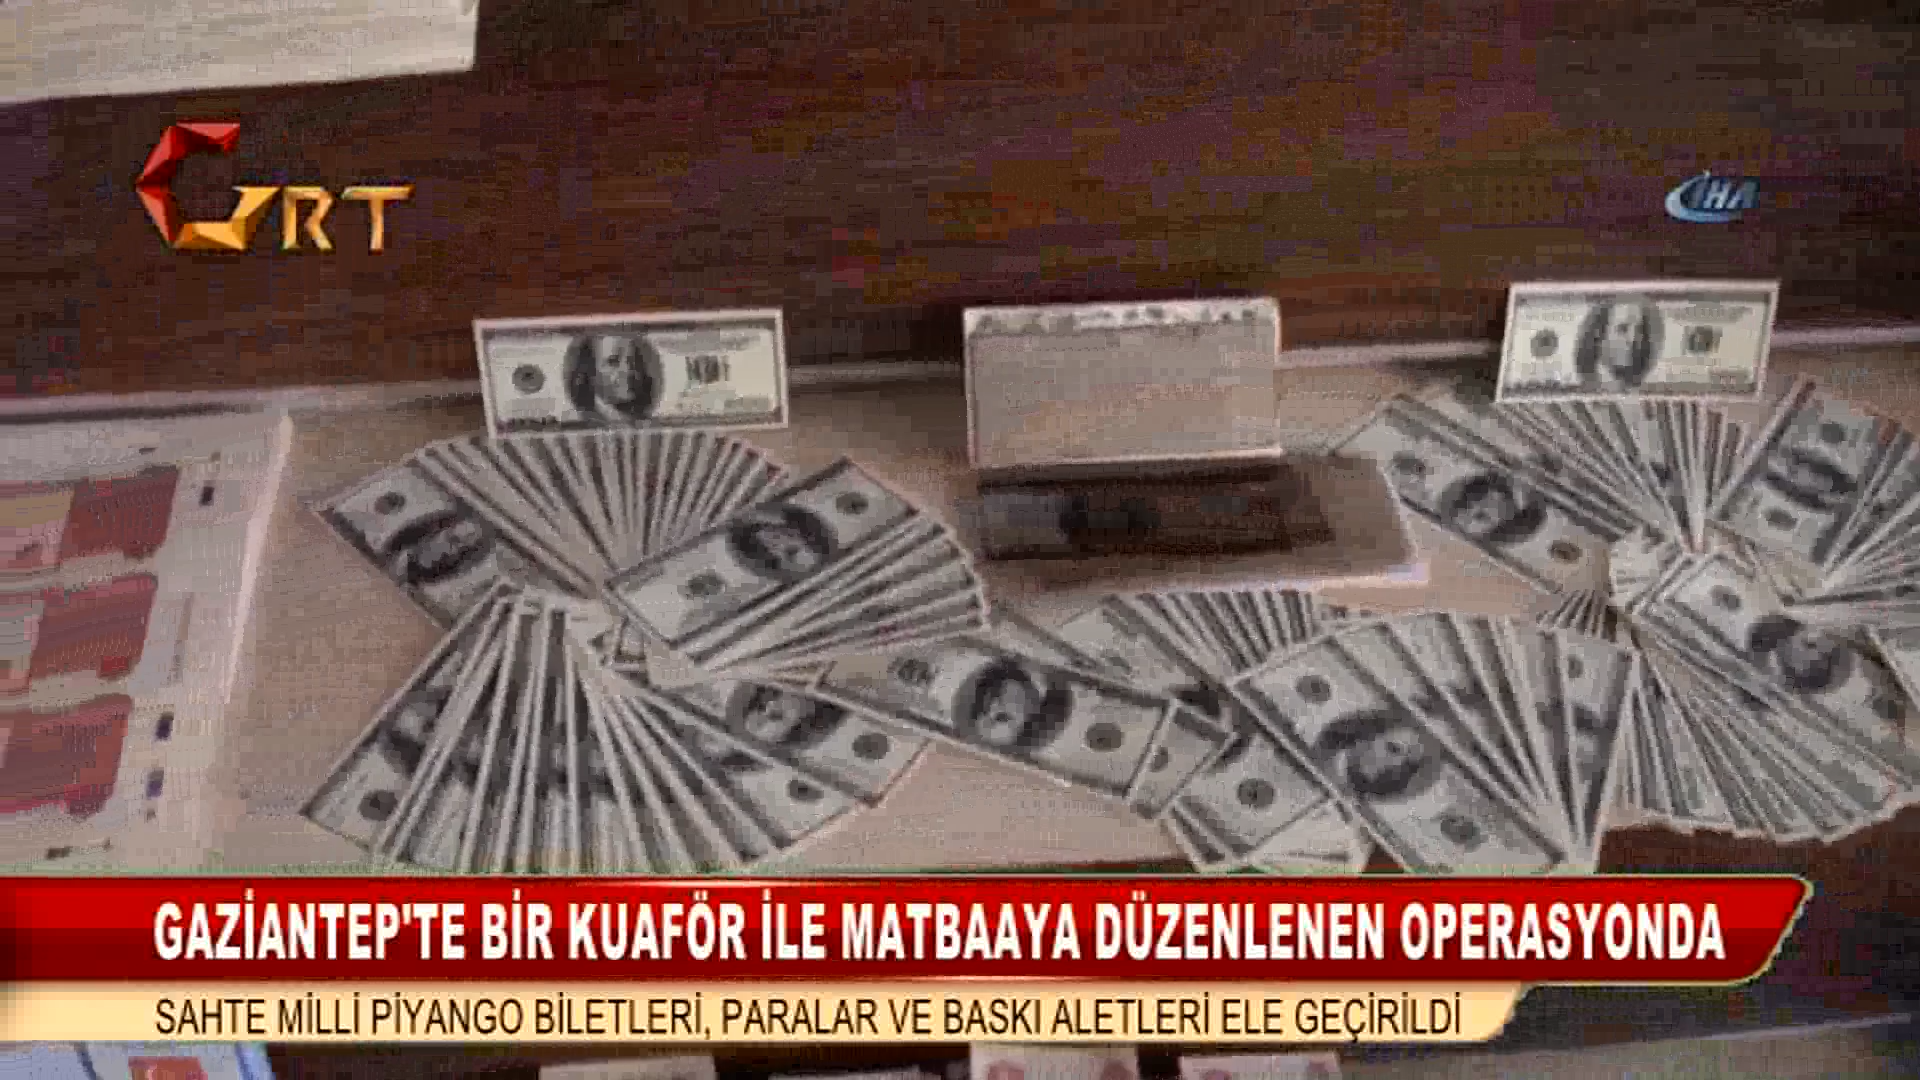 GRT
İHA
GAZİANTEP'TE BİR KUAFÖR İLE MATBAAYA DÜZENLENEN OPERASYONDA
SAHTE MİLLİ PİYANGO BİLETLERİ, PARALAR VE BASKI ALETLERİ ELE GEÇİRİLDİ